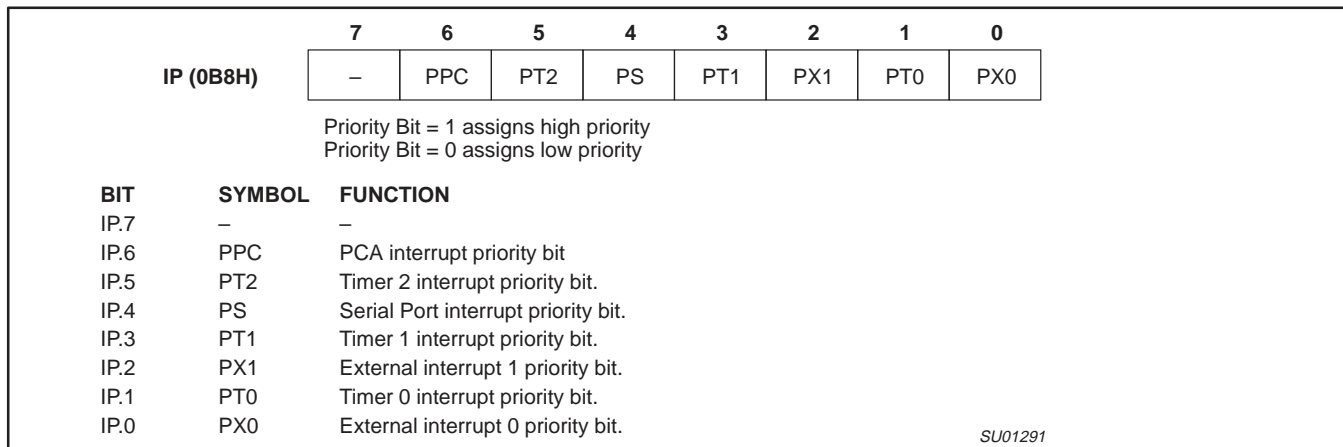 7 6 5 4 3 2 1 0
IP (0B8H) – PPC PT2 PS PT1 PX1 PT0 PX0
Priority Bit = 1 assigns high priority
Priority Bit = 0 assigns low priority
BIT SYMBOL FUNCTION
IP.7 – –
IP.6 PPC PCA interrupt priority bit
IP.5 PT2 Timer 2 interrupt priority bit.
IP.4 PS Serial Port interrupt priority bit.
IP.3 PT1 Timer 1 interrupt priority bit.
IP.2 PX1 External interrupt 1 priority bit.
IP.1 PT0 Timer 0 interrupt priority bit.
IP.0 PX0 External interrupt 0 priority bit.
SU01291